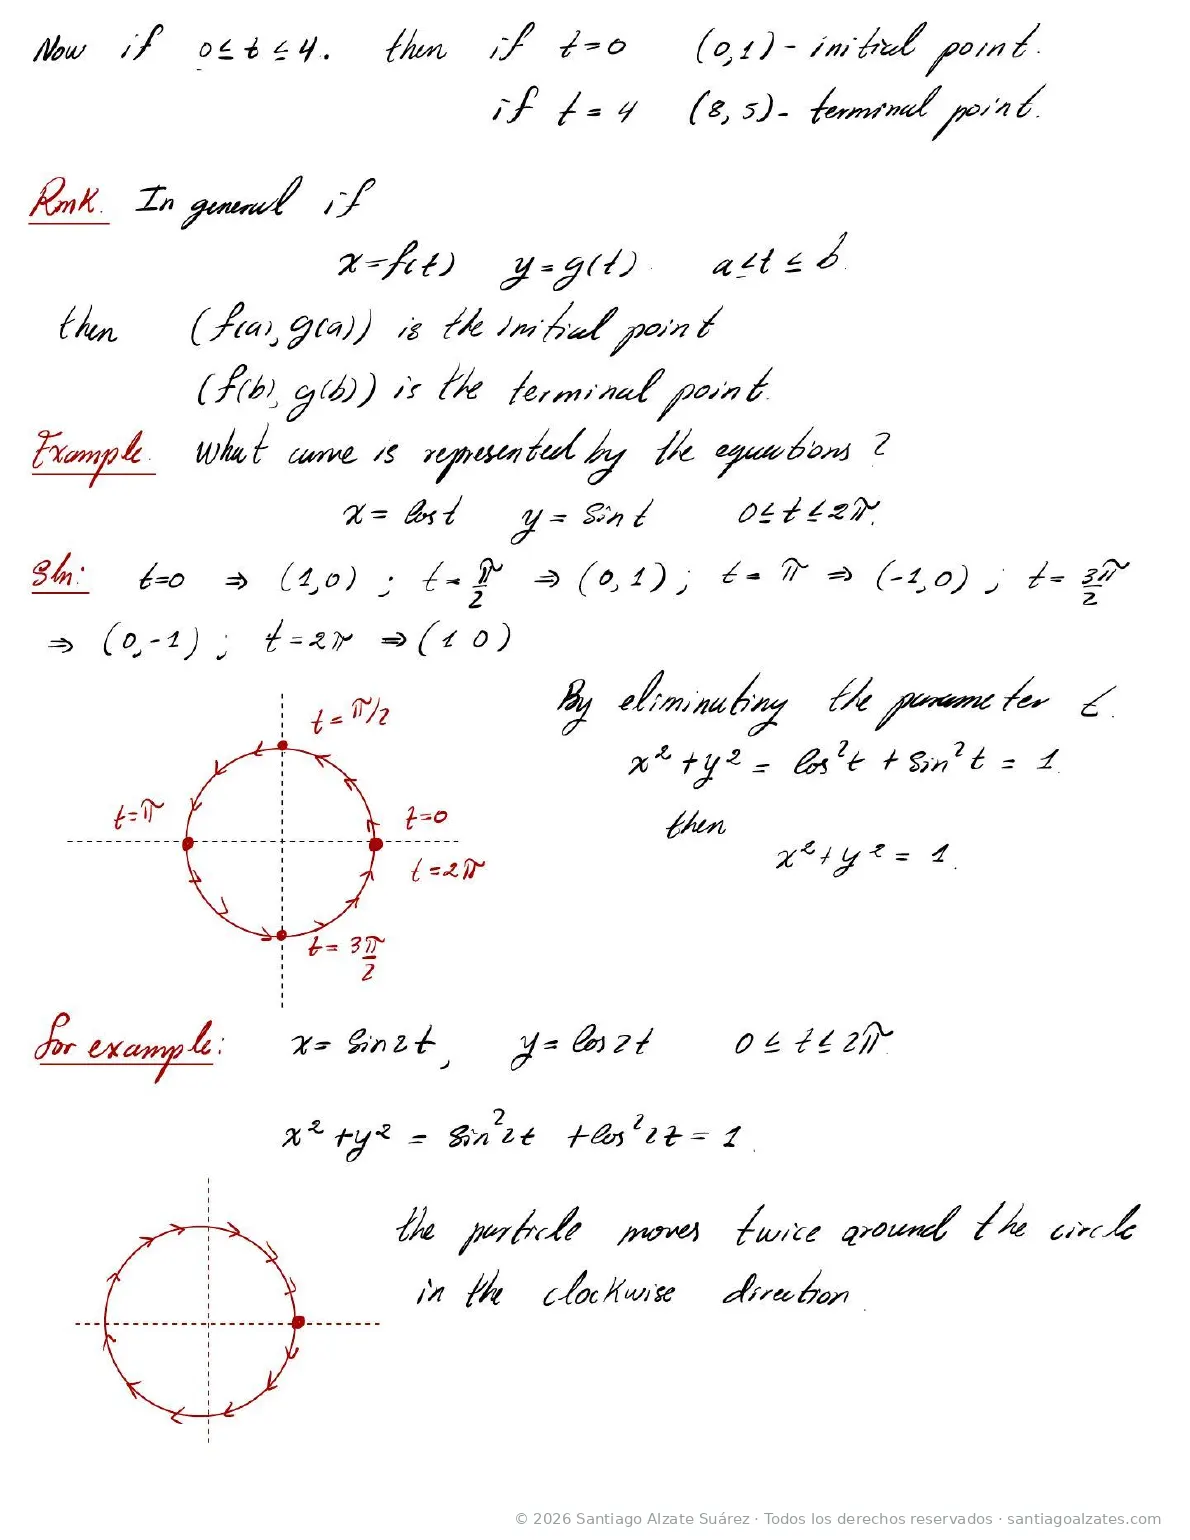 Now if 0 ≤ t ≤ 4. then if t=0 (0,1) - initial point.
if t = 4 (8, 5) - terminal point.
Rmk. In general if
x=f(t) y=g(t). a≤t≤b.
then (f(a), g(a)) is the initial point
(f(b), g(b)) is the terminal point.
Example. What curve is represented by the equations?
x = cos t y = sin t 0≤t≤2π.
Sln: t=0 ⇒ (1,0) ; t = π/2 ⇒ (0, 1) ; t = π ⇒ (-1,0) ; t = 3π/2
⇒ (0,-1) ; t=2π ⇒ (1 0)
By eliminating the parameter t.
t = π/2
x² + y² = cos²t + sin²t = 1.
t=π
t=0
then
x² + y² = 1.
t=2π
t = 3π/2
For example: x = sin2t, y = cos2t 0 ≤ t ≤ 2π.
x² + y² = sin²2t + cos²2t = 1.
the particle moves twice around the circle
in the clockwise direction.
© 2026 Santiago Alzate Suárez · Todos los derechos reservados · santiagoalzates.com